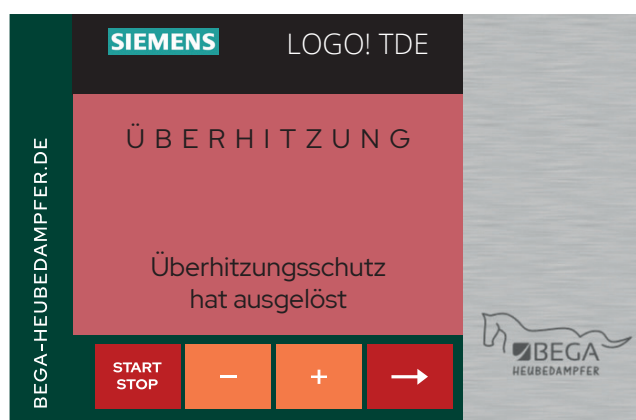 SIEMENS
LOGO! TDE
ÜBERHITZUNG
Überhitzungsschutz
hat ausgelöst
START
STOP
−
+
→
BEGA-HEUBEDAMPFER.DE
BEGA
HEUBEDAMPFER